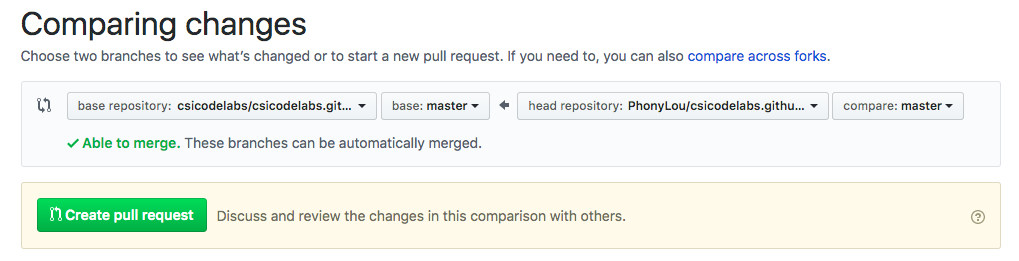 Comparing changes
Choose two branches to see what's changed or to start a new pull request. If you need to, you can also compare across forks.
base repository: csicodelabs/csicodelabs.git... base: master head repository: PhonyLou/csicodelabs.githu... compare: master
Able to merge. These branches can be automatically merged.
Create pull request Discuss and review the changes in this comparison with others.